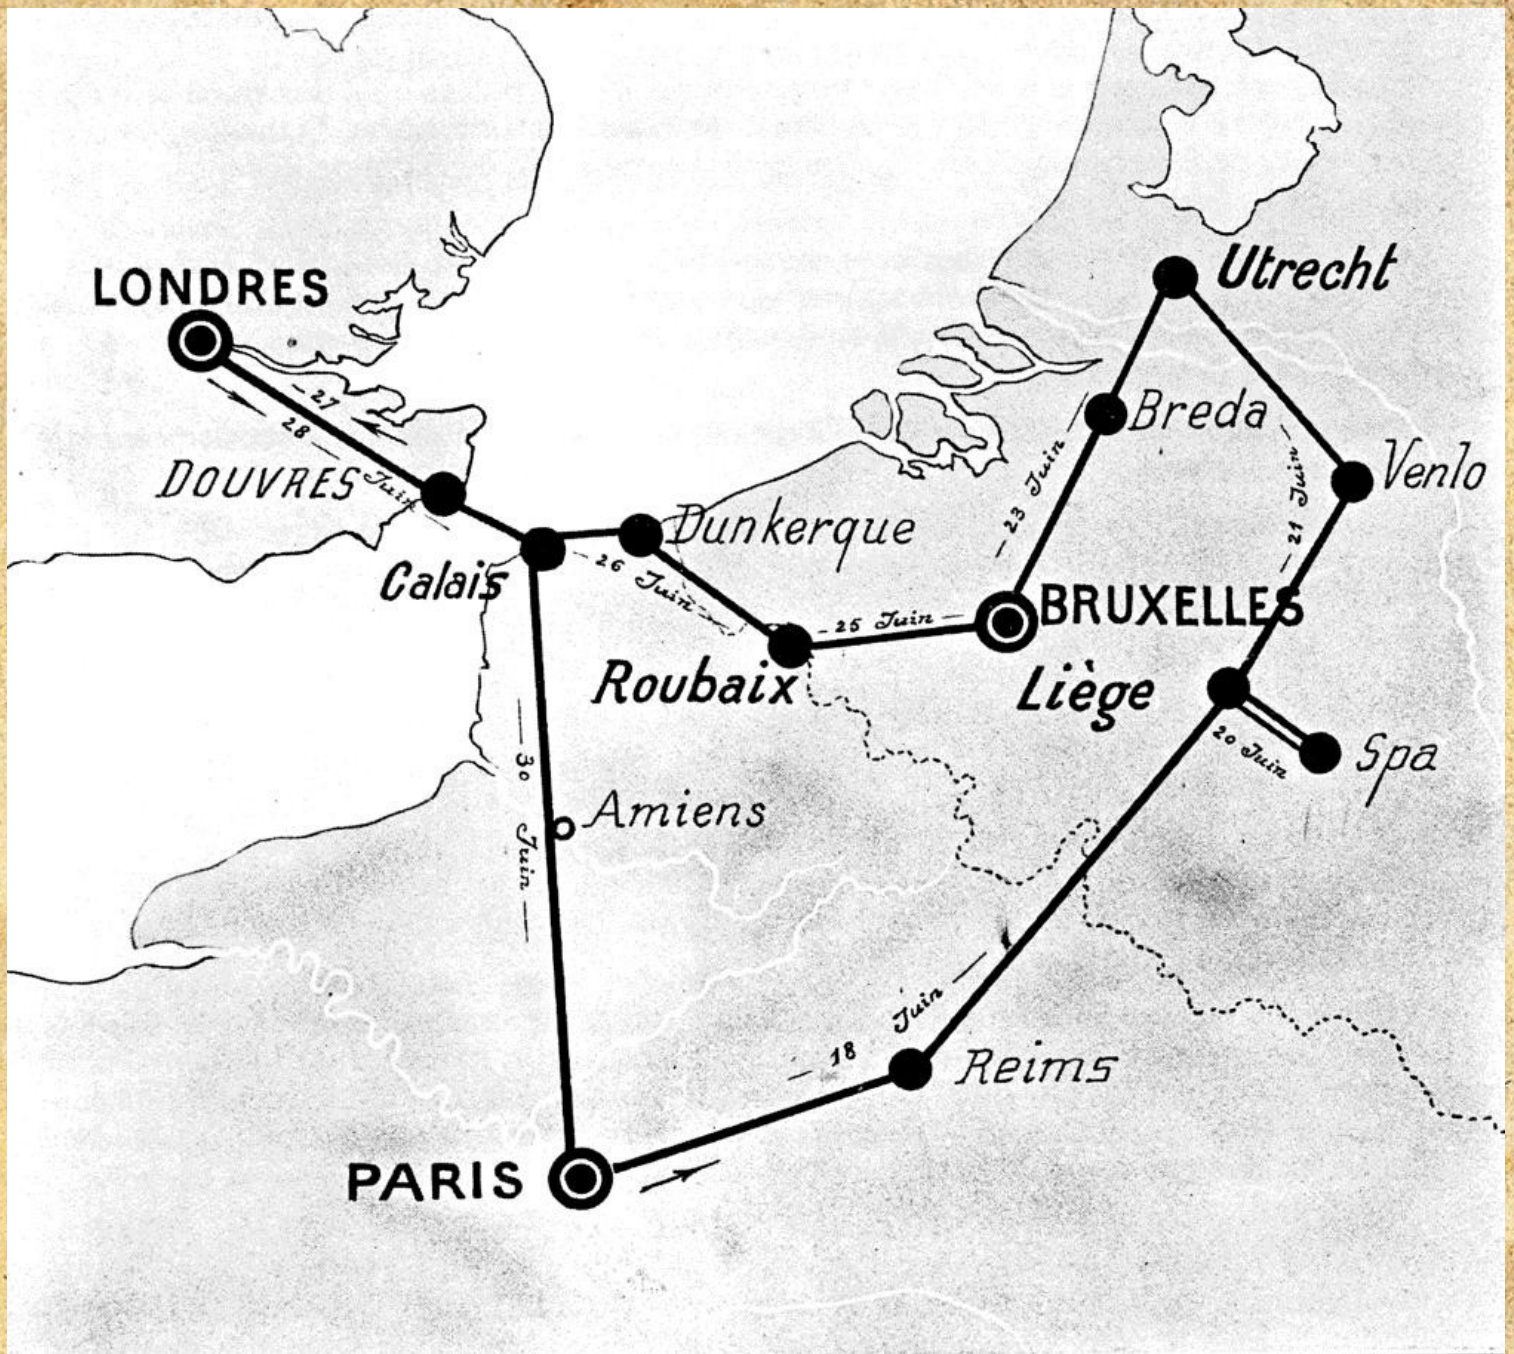 LONDRES
Utrecht
27
28
Juin
DOUVRES
Breda
Venlo
23 Juin
21 Juin
Dunkerque
Calais
26 Juin
25 Juin
BRUXELLES
Roubaix
Liège
20 Juin
Spa
30 Juin
Amiens
18 Juin
Reims
PARIS